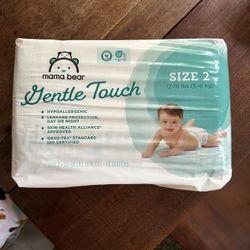 mama bear
Gentle Touch
HYPOALLERGENIC
LEAKAGE PROTECTION,
DAY OR NIGHT
SKIN HEALTH ALLIANCE
APPROVED
OEKO-TEX® STANDARD
100 CERTIFIED
SIZE 2
12-18 lbs (5-8 kg)